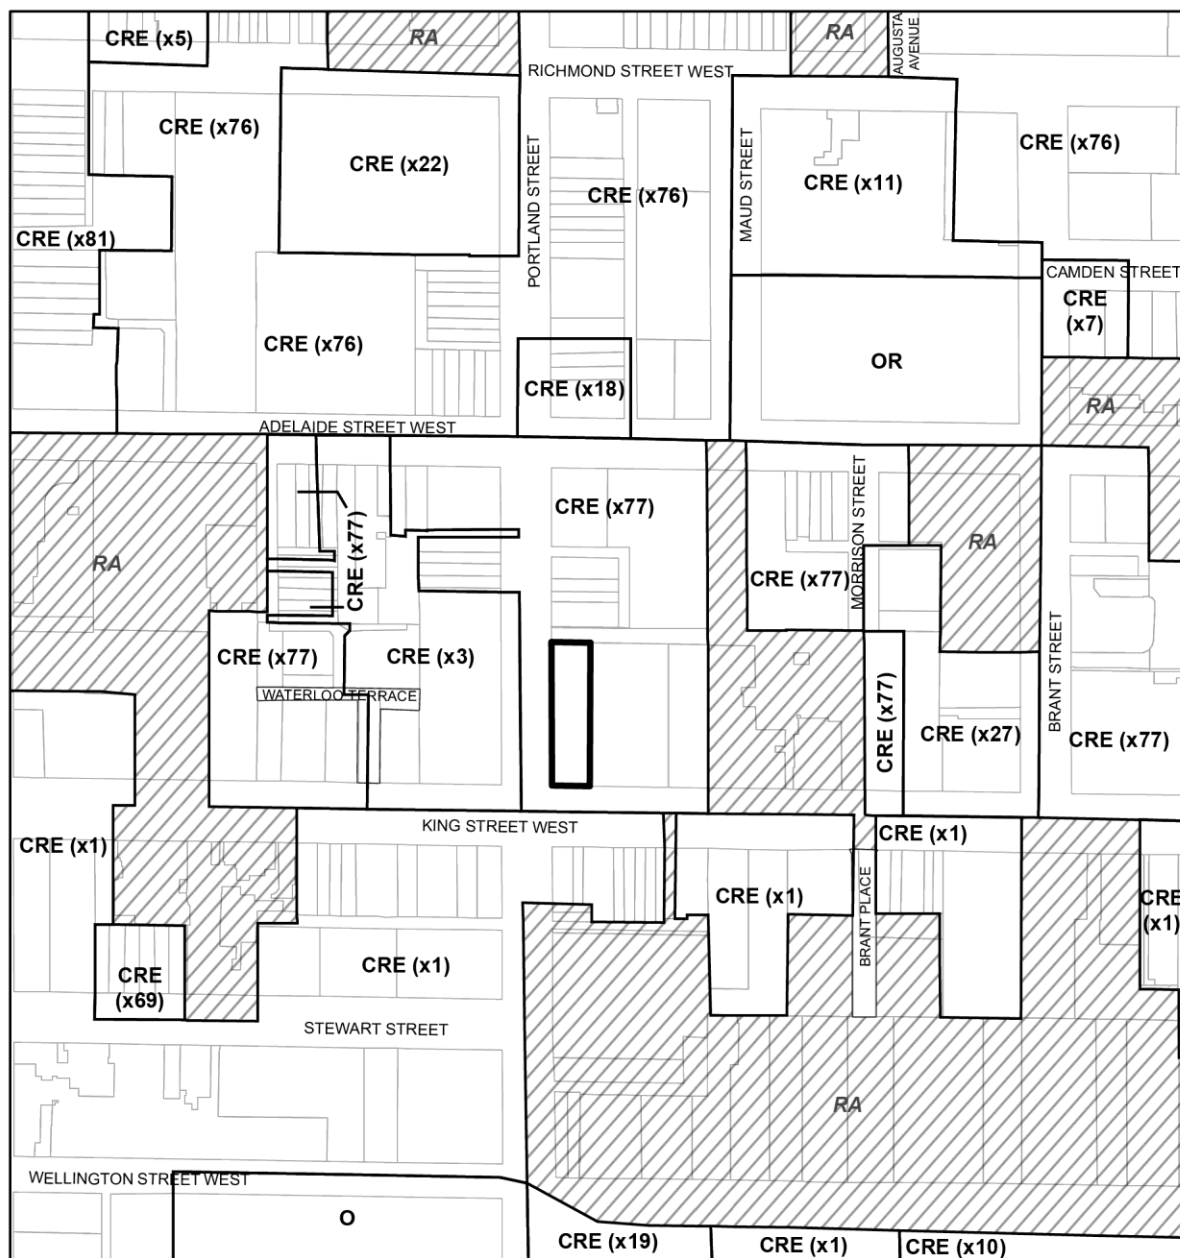 CRE (x5)
RA
RA
AUGUSTA
AVENUE
RICHMOND STREET WEST
CRE (x76)
CRE (x22)
PORTLAND STREET
CRE (x76)
MAUD STREET
CRE (x11)
CRE (x76)
CRE (x81)
CAMDEN STREET
CRE
(x7)
CRE (x76)
CRE (x18)
OR
RA
ADELAIDE STREET WEST
RA
CRE (x77)
CRE (x77)
CRE (x77)
MORRISON STREET
RA
CRE (x77)
CRE (x3)
WATERLOO TERRACE
CRE (x77)
CRE (x27)
BRANT STREET
CRE (x77)
KING STREET WEST
CRE (x1)
CRE (x1)
CRE (x1)
BRANT PLACE
CRE
(x1)
CRE
(x69)
CRE (x1)
STEWART STREET
RA
WELLINGTON STREET WEST
O
CRE (x19)
CRE (x1)
CRE (x10)